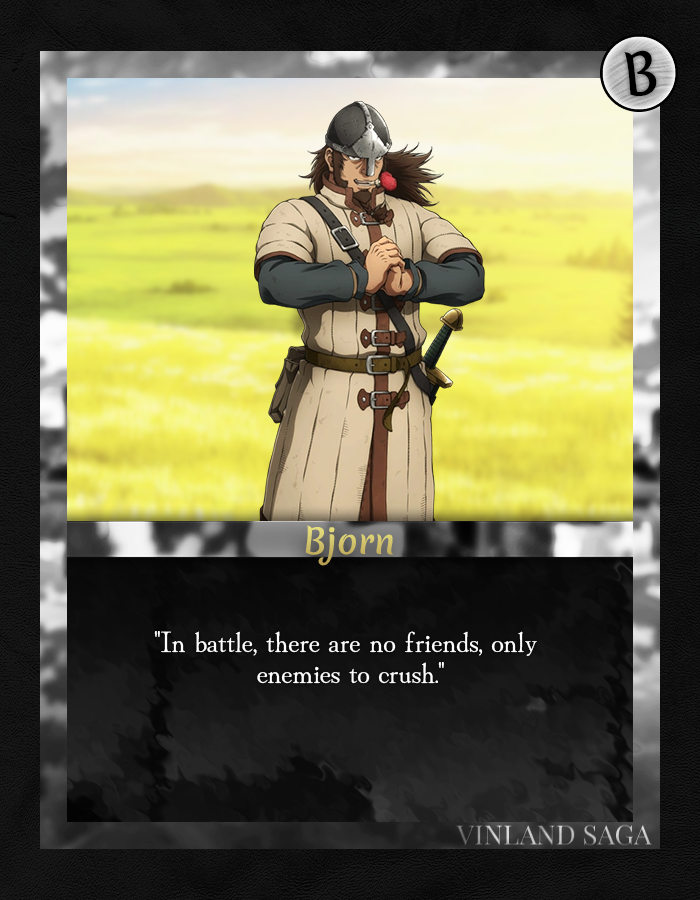 B
Bjorn
"In battle, there are no friends, only
enemies to crush."
VINLAND SAGA